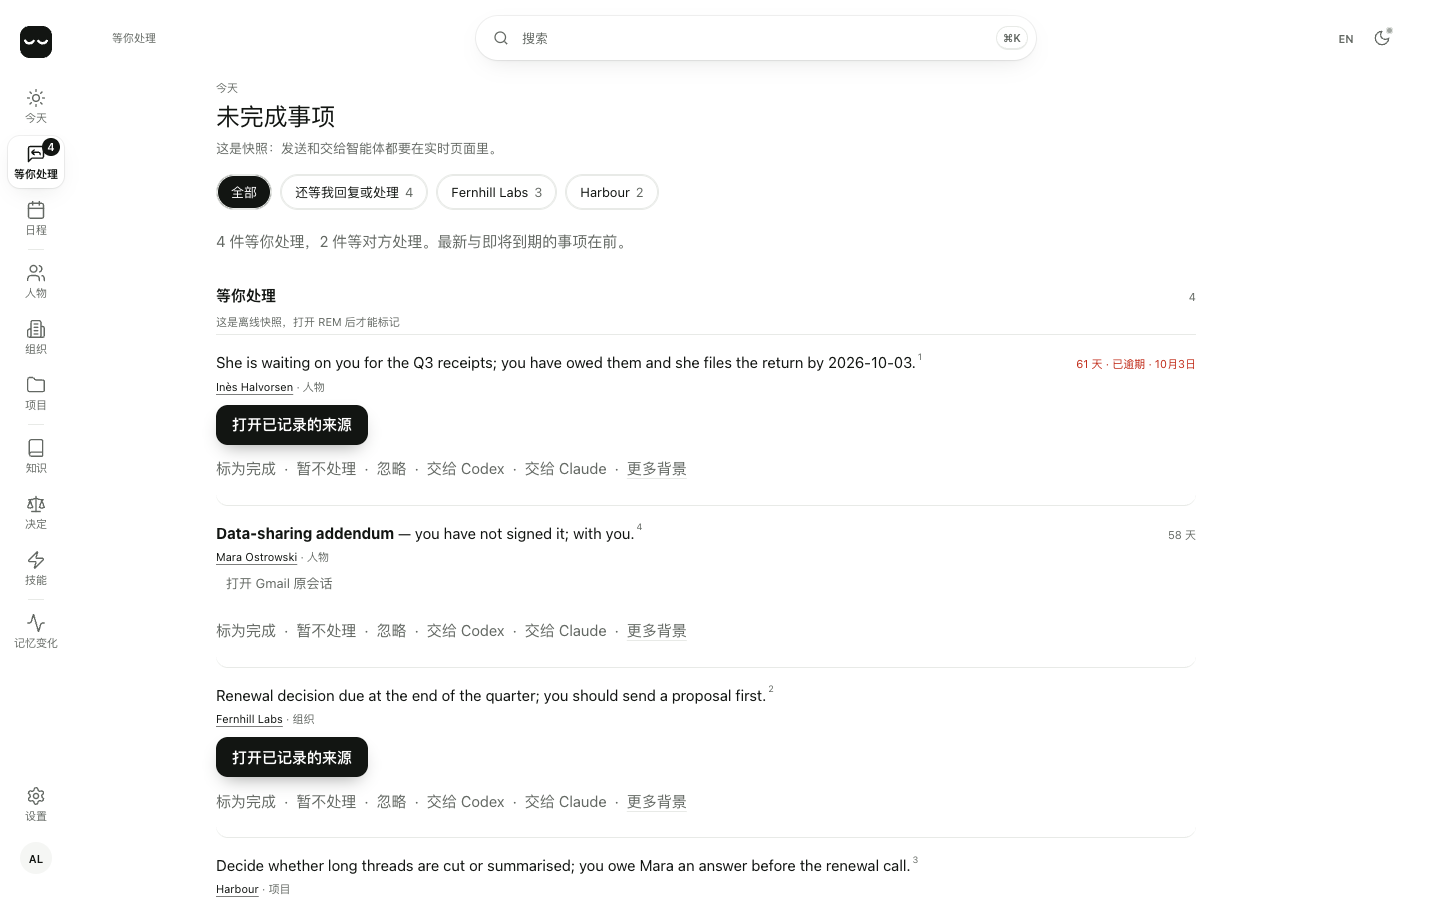 等你处理
搜索
⌘K
EN
今天
4
等你处理
日程
人物
组织
项目
知识
决定
技能
记忆变化
设置
AL
今天
未完成事项
这是快照：发送和交给智能体都要在实时页面里。
全部
还等我回复或处理 4
Fernhill Labs 3
Harbour 2
4 件等你处理，2 件等对方处理。最新与即将到期的事项在前。
等你处理
4
这是离线快照，打开 REM 后才能标记
She is waiting on you for the Q3 receipts; you have owed them and she files the return by 2026-10-03. 1
61 天 · 已逾期 · 10月3日
Inès Halvorsen · 人物
打开已记录的来源
标为完成 · 暂不处理 · 忽略 · 交给 Codex · 交给 Claude · 更多背景
Data-sharing addendum — you have not signed it; with you. 4
58 天
Mara Ostrowski · 人物
打开 Gmail 原会话
标为完成 · 暂不处理 · 忽略 · 交给 Codex · 交给 Claude · 更多背景
Renewal decision due at the end of the quarter; you should send a proposal first. 2
Fernhill Labs · 组织
打开已记录的来源
标为完成 · 暂不处理 · 忽略 · 交给 Codex · 交给 Claude · 更多背景
Decide whether long threads are cut or summarised; you owe Mara an answer before the renewal call. 3
Harbour · 项目